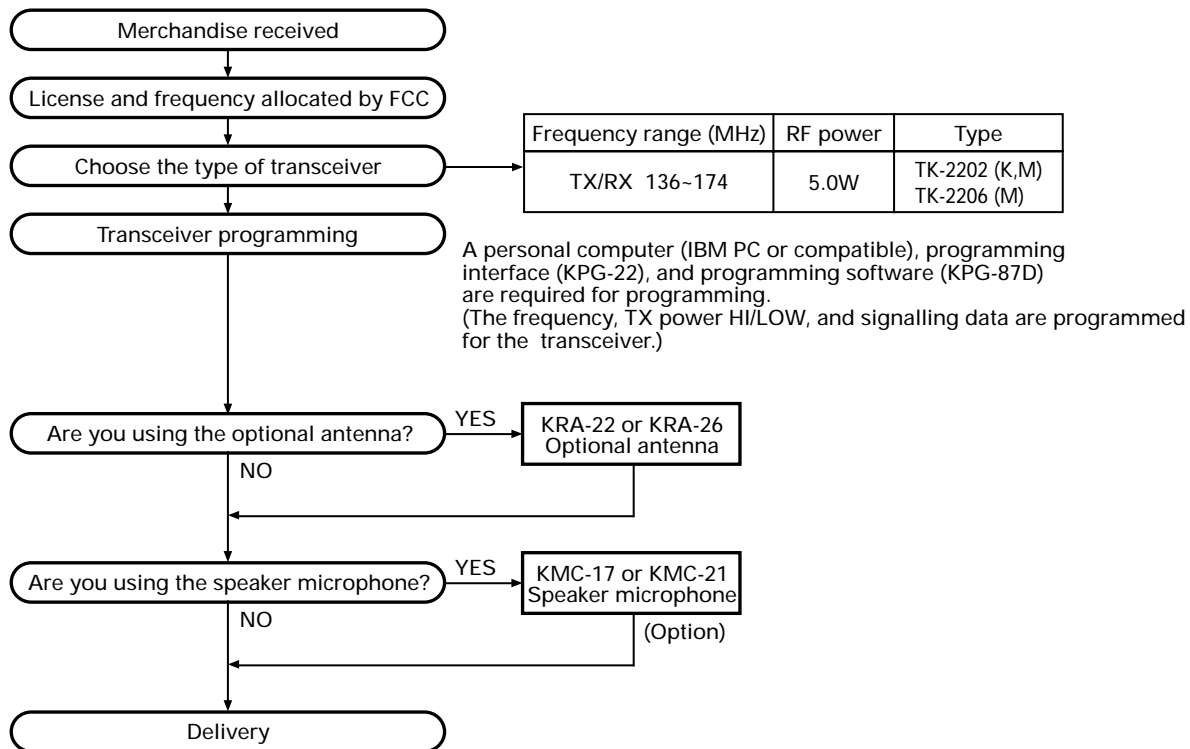 Merchandise received
License and frequency allocated by FCC
Choose the type of transceiver
Frequency range (MHz) RF power Type
TX/RX 136~174 5.0W TK-2202 (K,M)
TK-2206 (M)
Transceiver programming
A personal computer (IBM PC or compatible), programming
interface (KPG-22), and programming software (KPG-87D)
are required for programming.
(The frequency, TX power HI/LOW, and signalling data are programmed
for the transceiver.)
Are you using the optional antenna?
YES
KRA-22 or KRA-26
Optional antenna
NO
Are you using the speaker microphone?
YES
KMC-17 or KMC-21
Speaker microphone
(Option)
NO
Delivery